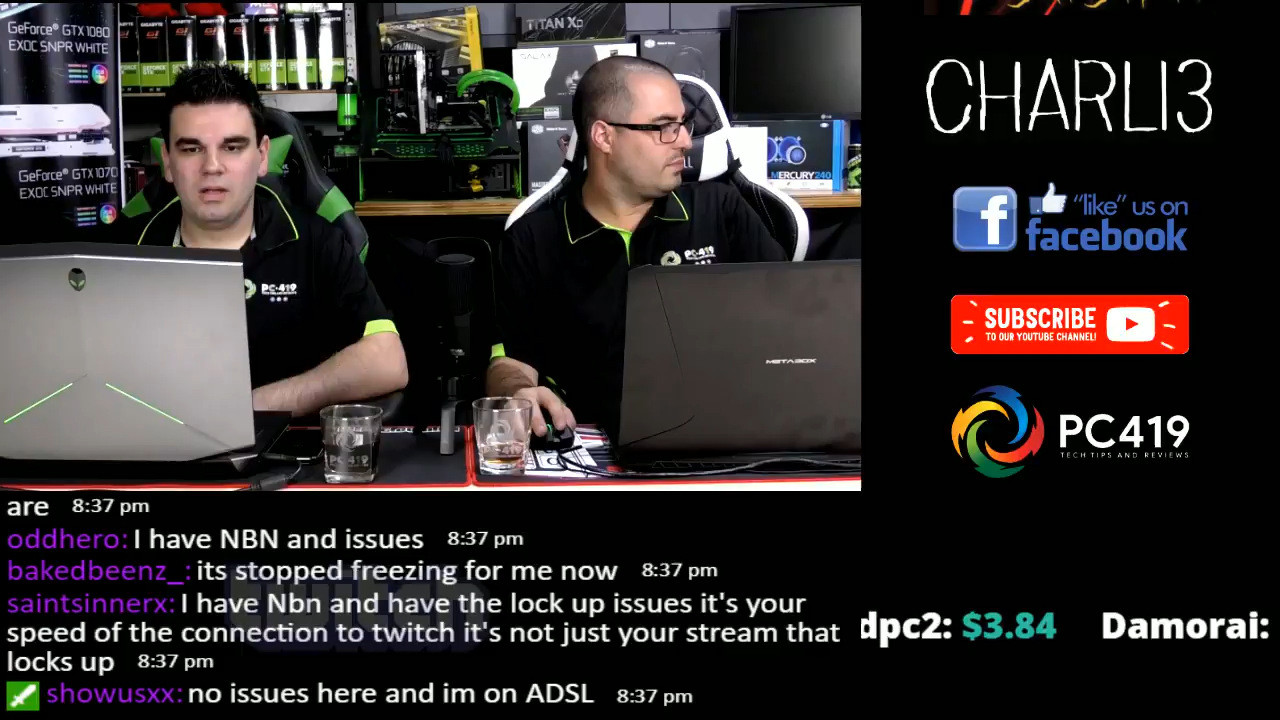 GeForce® GTX 1080
EXOC SNPR WHITE
GeForce® GTX 1070
EXOC SNPR WHITE
TITAN Xp
MERCURY240
PC419
PC419
METABOX
PC419
419
CHARLI3
"like" us on
facebook
SUBSCRIBE
TO OUR YOUTUBE CHANNEL!
PC419
TECH TIPS AND REVIEWS
are 8:37 pm
oddhero: I have NBN and issues 8:37 pm
bakedbeenz_: its stopped freezing for me now 8:37 pm
saintsinnerx: I have Nbn and have the lock up issues it's your
speed of the connection to twitch it's not just your stream that
locks up 8:37 pm
showusxx: no issues here and im on ADSL 8:37 pm
twitch
dpc2: $3.84 Damorai: